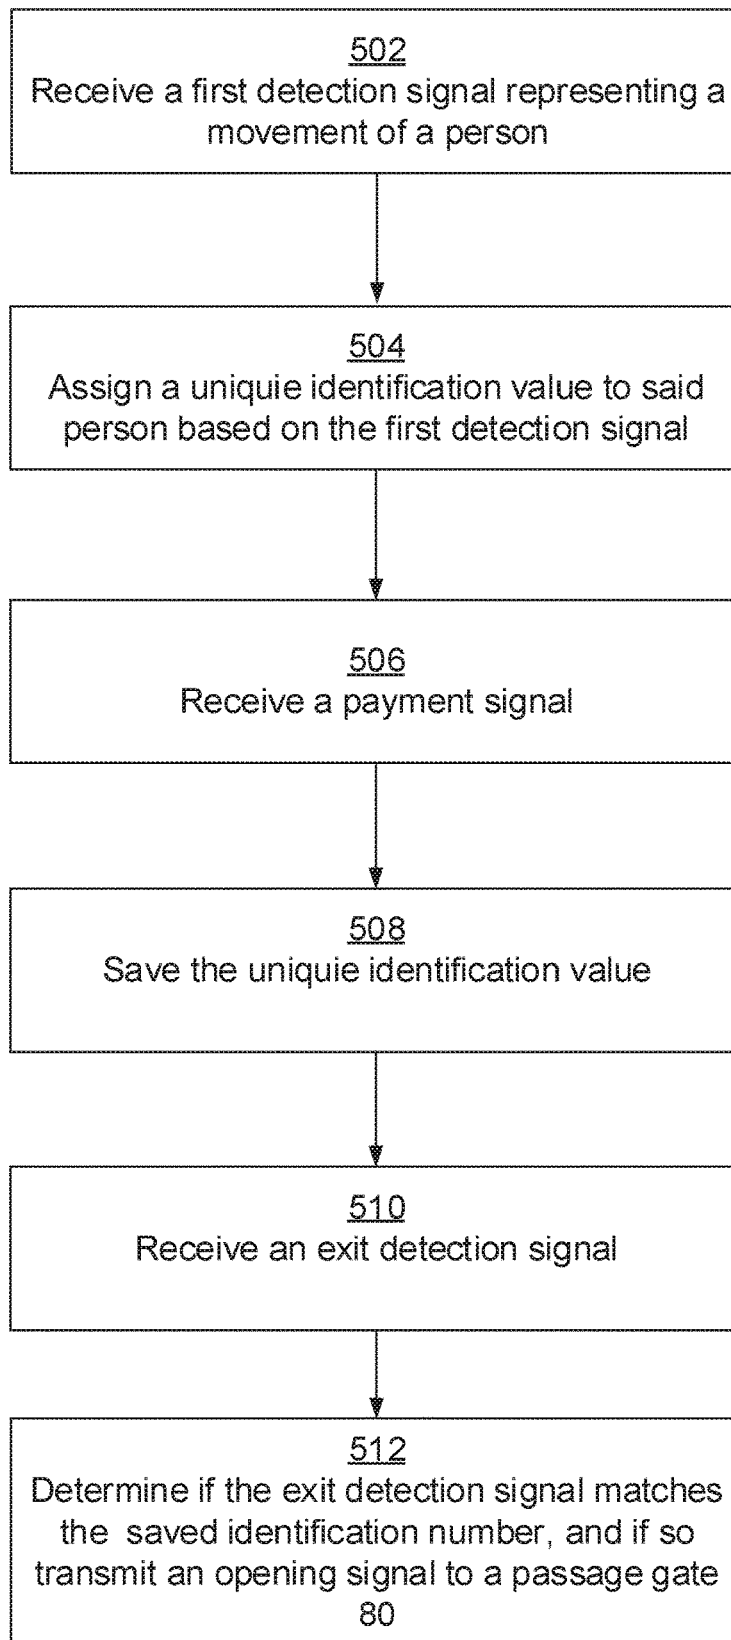 502
Receive a first detection signal representing a
movement of a person
504
Assign a uniquie identification value to said
person based on the first detection signal
506
Receive a payment signal
508
Save the uniquie identification value
510
Receive an exit detection signal
512
Determine if the exit detection signal matches
the saved identification number, and if so
transmit an opening signal to a passage gate
80